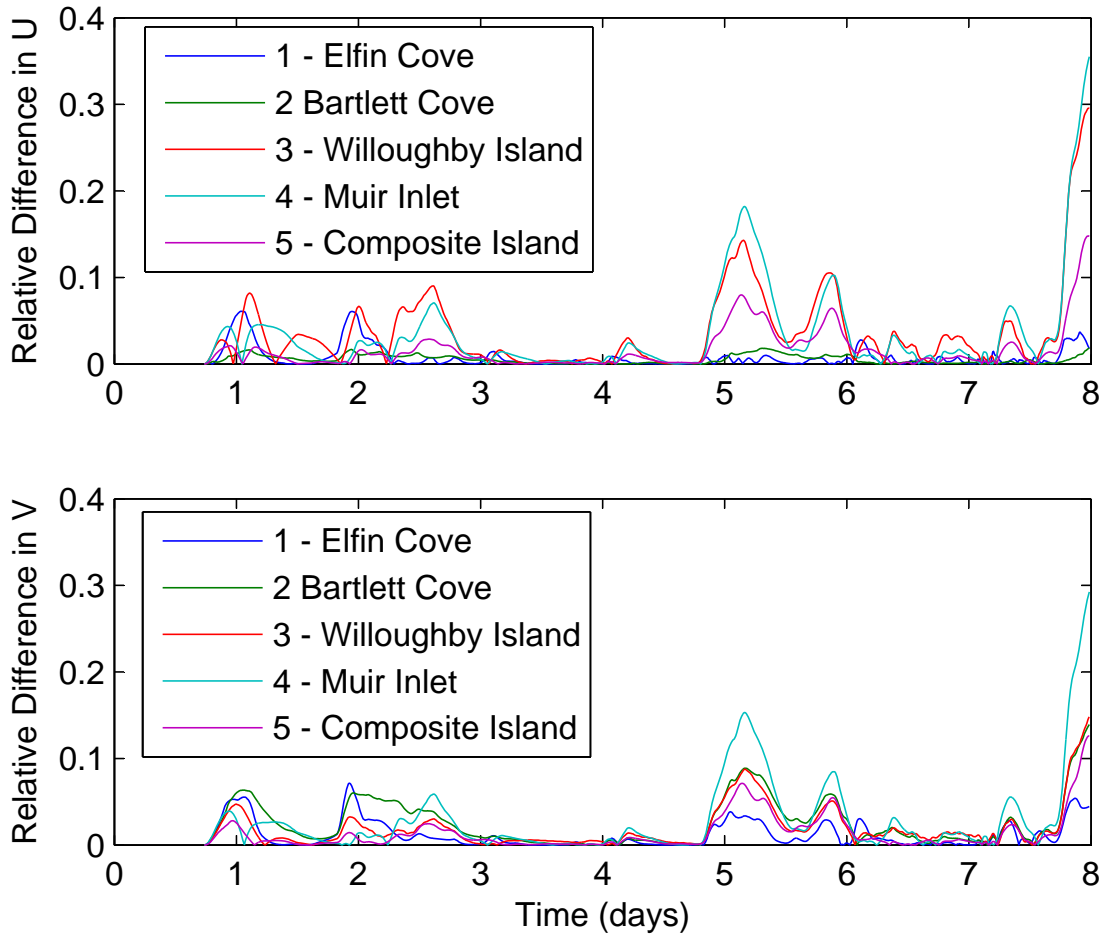 Relative Difference in U
0.4
0.3
0.2
0.1
0
1 - Elfin Cove
2 Bartlett Cove
3 - Willoughby Island
4 - Muir Inlet
5 - Composite Island
0 1 2 3 4 5 6 7 8
Relative Difference in V
0.4
0.3
0.2
0.1
0
1 - Elfin Cove
2 Bartlett Cove
3 - Willoughby Island
4 - Muir Inlet
5 - Composite Island
0 1 2 3 4 5 6 7 8
Time (days)